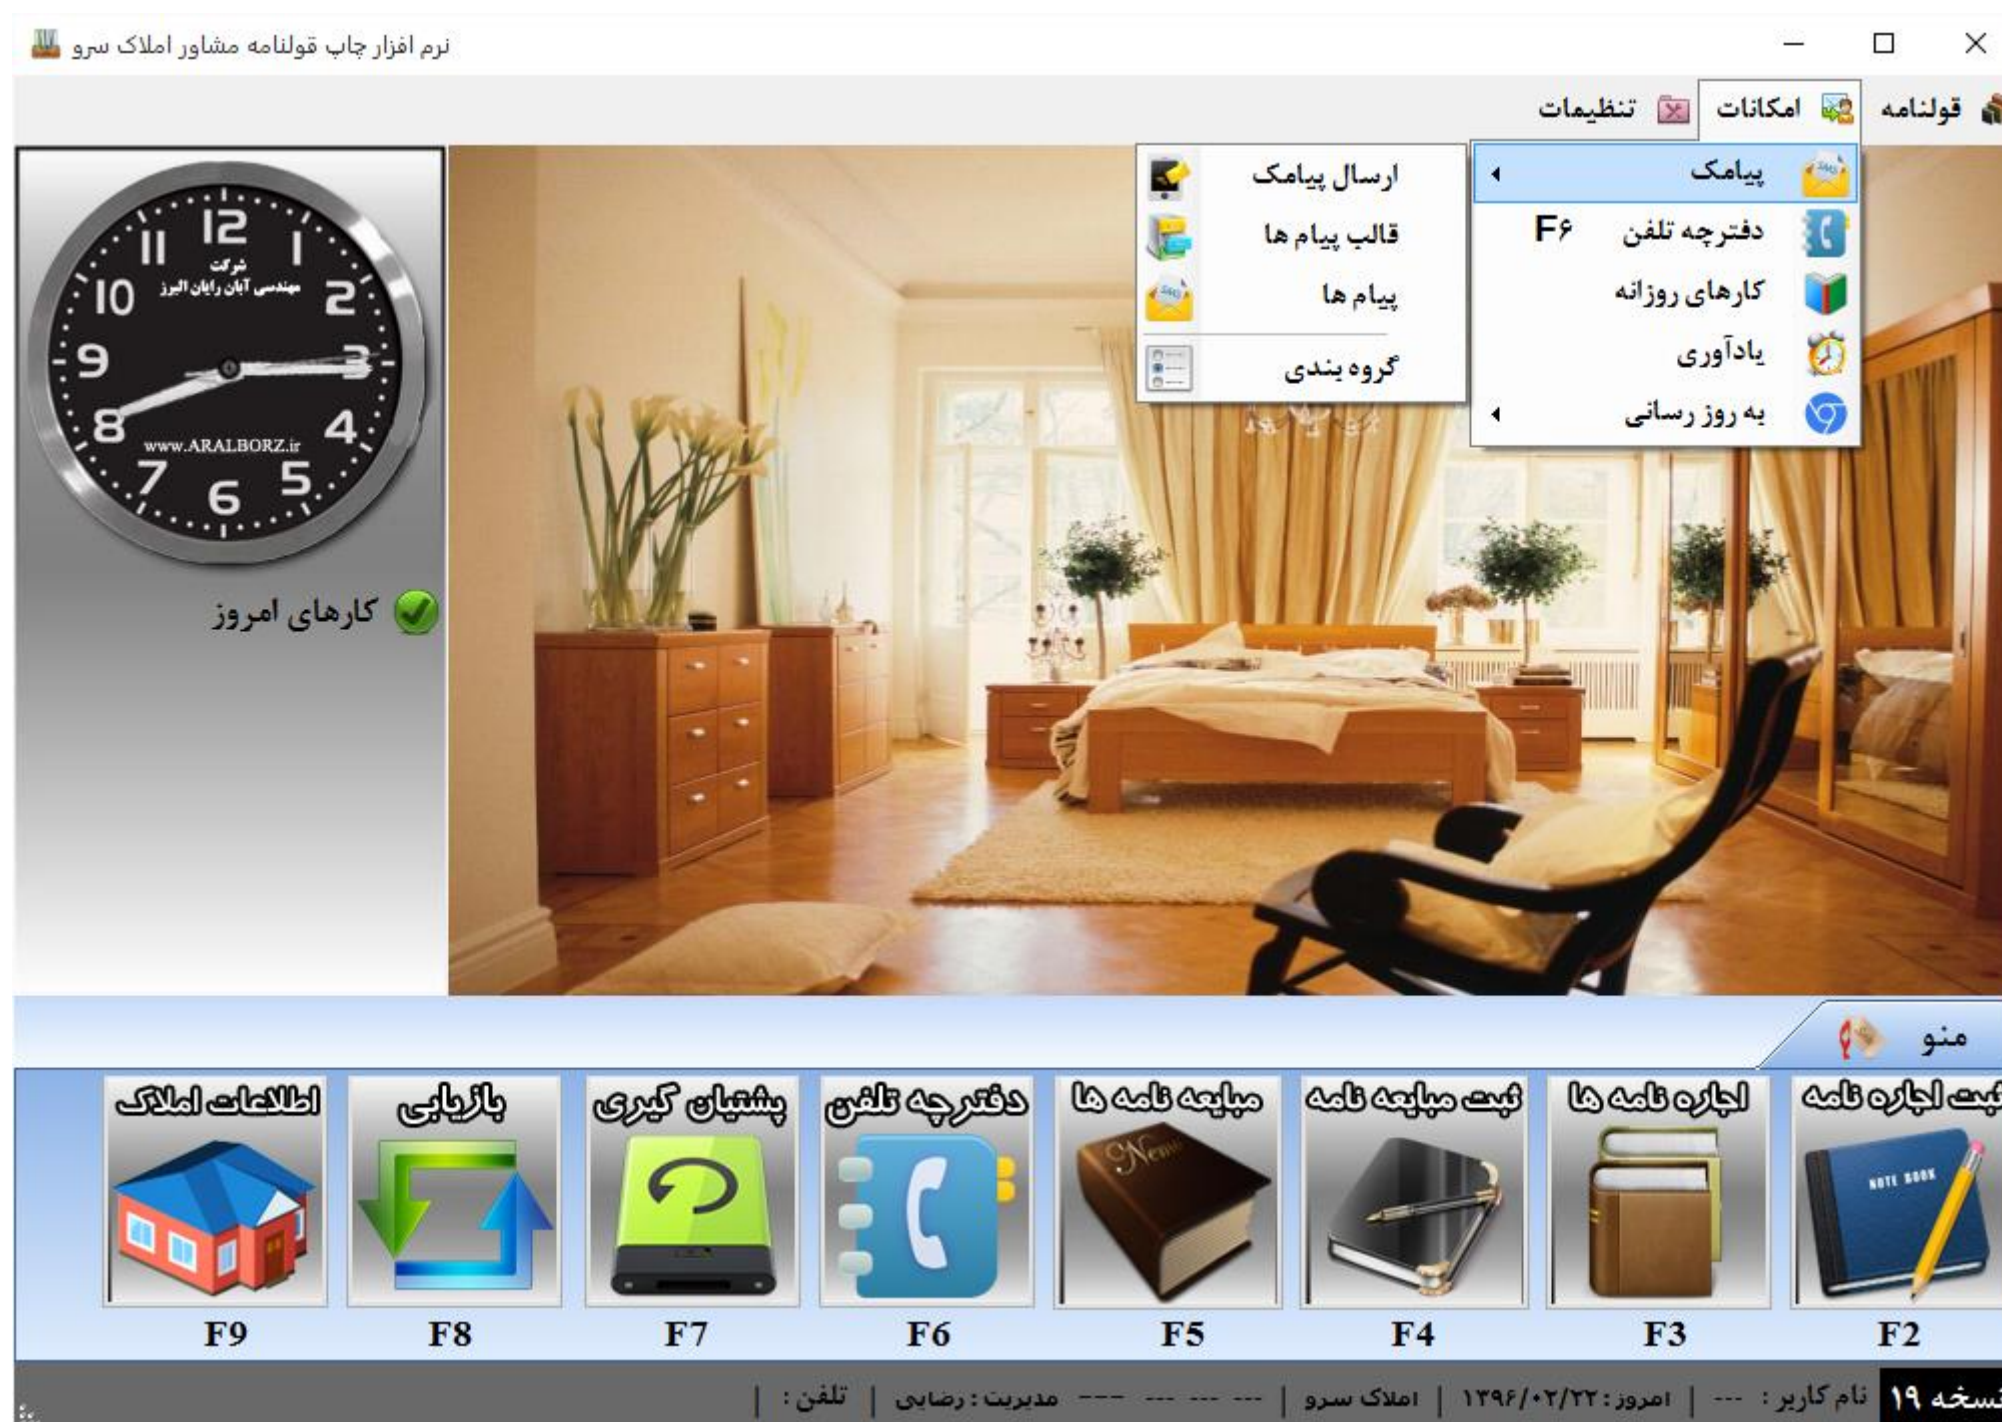 نرم افزار چاپ قولنامه مشاور املاک سرو
قولنامه
امکانات
تنظیمات
پیامک
دفترچه تلفن F۶
کارهای روزانه
یادآوری
به روز رسانی
ارسال پیامک
قالب پیام ها
پیام ها
گروه بندی
12
1
2
3
4
5
6
7
8
9
10
11
شرکت
مهندسی آبان رایان البرز
www.ARALBORZ.ir
کارهای امروز
منو
ثبت اجاره نامه
NOTE BOOK
F2
اجاره نامه ها
F3
ثبت مبایعه نامه
F4
مبایعه نامه ها
F5
دفترچه تلفن
F6
پشتیان گیری
F7
بازیابی
F8
اطلاعات املاک
F9
نسخه ۱۹ نام کاربر : --- | امروز : ۱۳۹۶/۰۲/۲۲ | املاک سرو | --- --- --- --- مدیریت : رضایی | تلفن : |